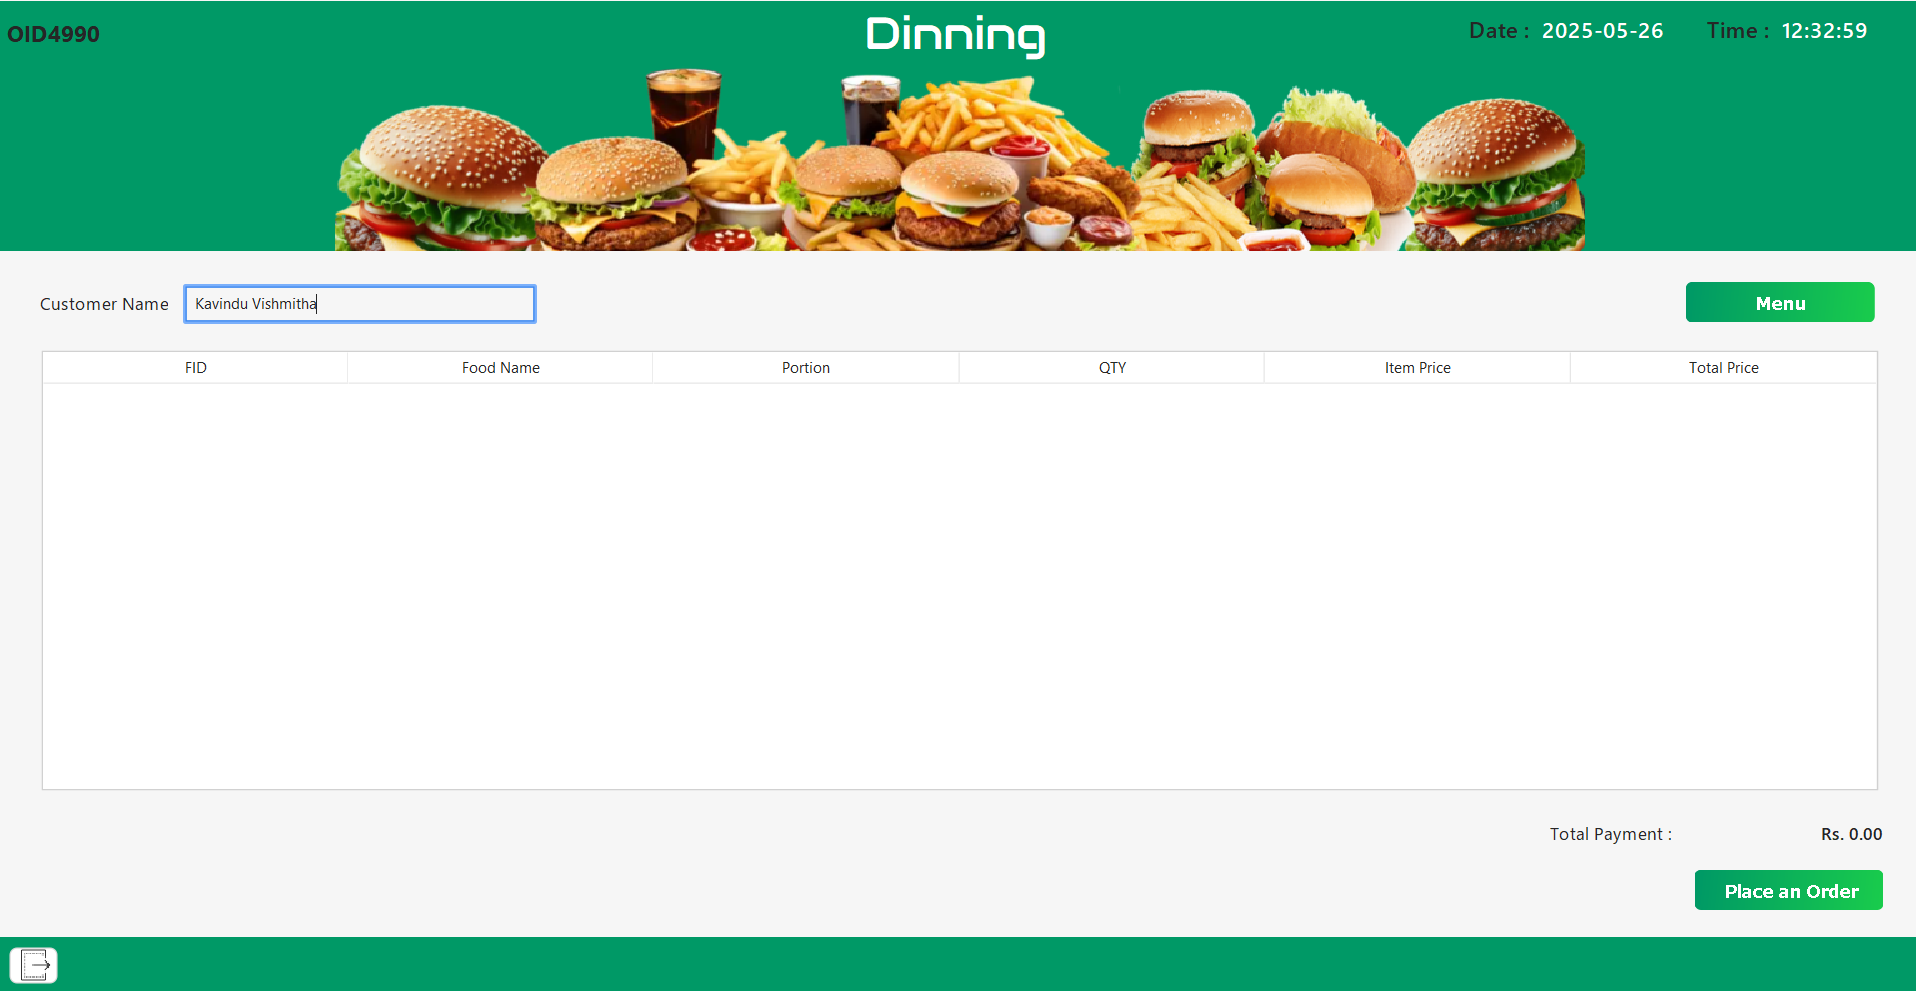 OID4990
Dinning
Date : 2025-05-26 Time : 12:32:59
Customer Name Kavindu Vishmitha Menu
FID Food Name Portion QTY Item Price Total Price
Total Payment : Rs. 0.00
Place an Order